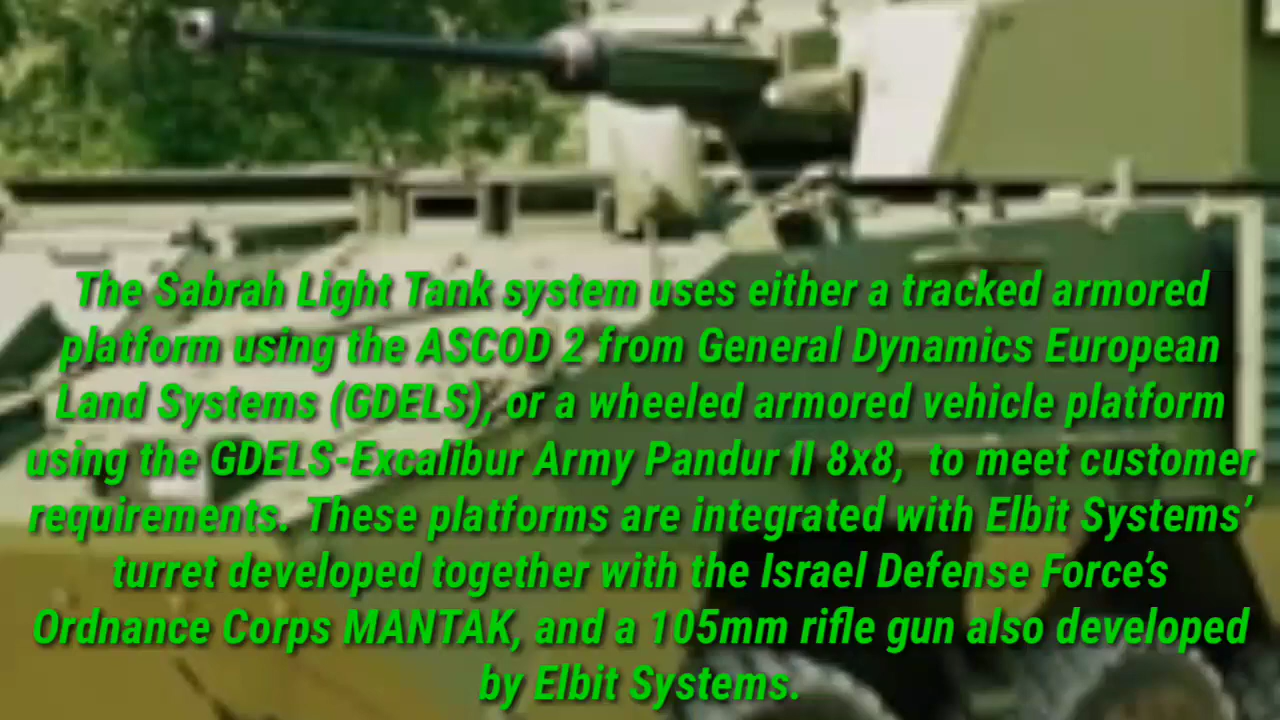 The Sabrah Light Tank system uses either a tracked armored
platform using the ASCOD 2 from General Dynamics European
Land Systems (GDELS), or a wheeled armored vehicle platform
using the GDELS-Excalibur Army Pandur II 8x8,  to meet customer
requirements. These platforms are integrated with Elbit Systems’
turret developed together with the Israel Defense Force’s
Ordnance Corps MANTAK, and a 105mm rifle gun also developed
by Elbit Systems.